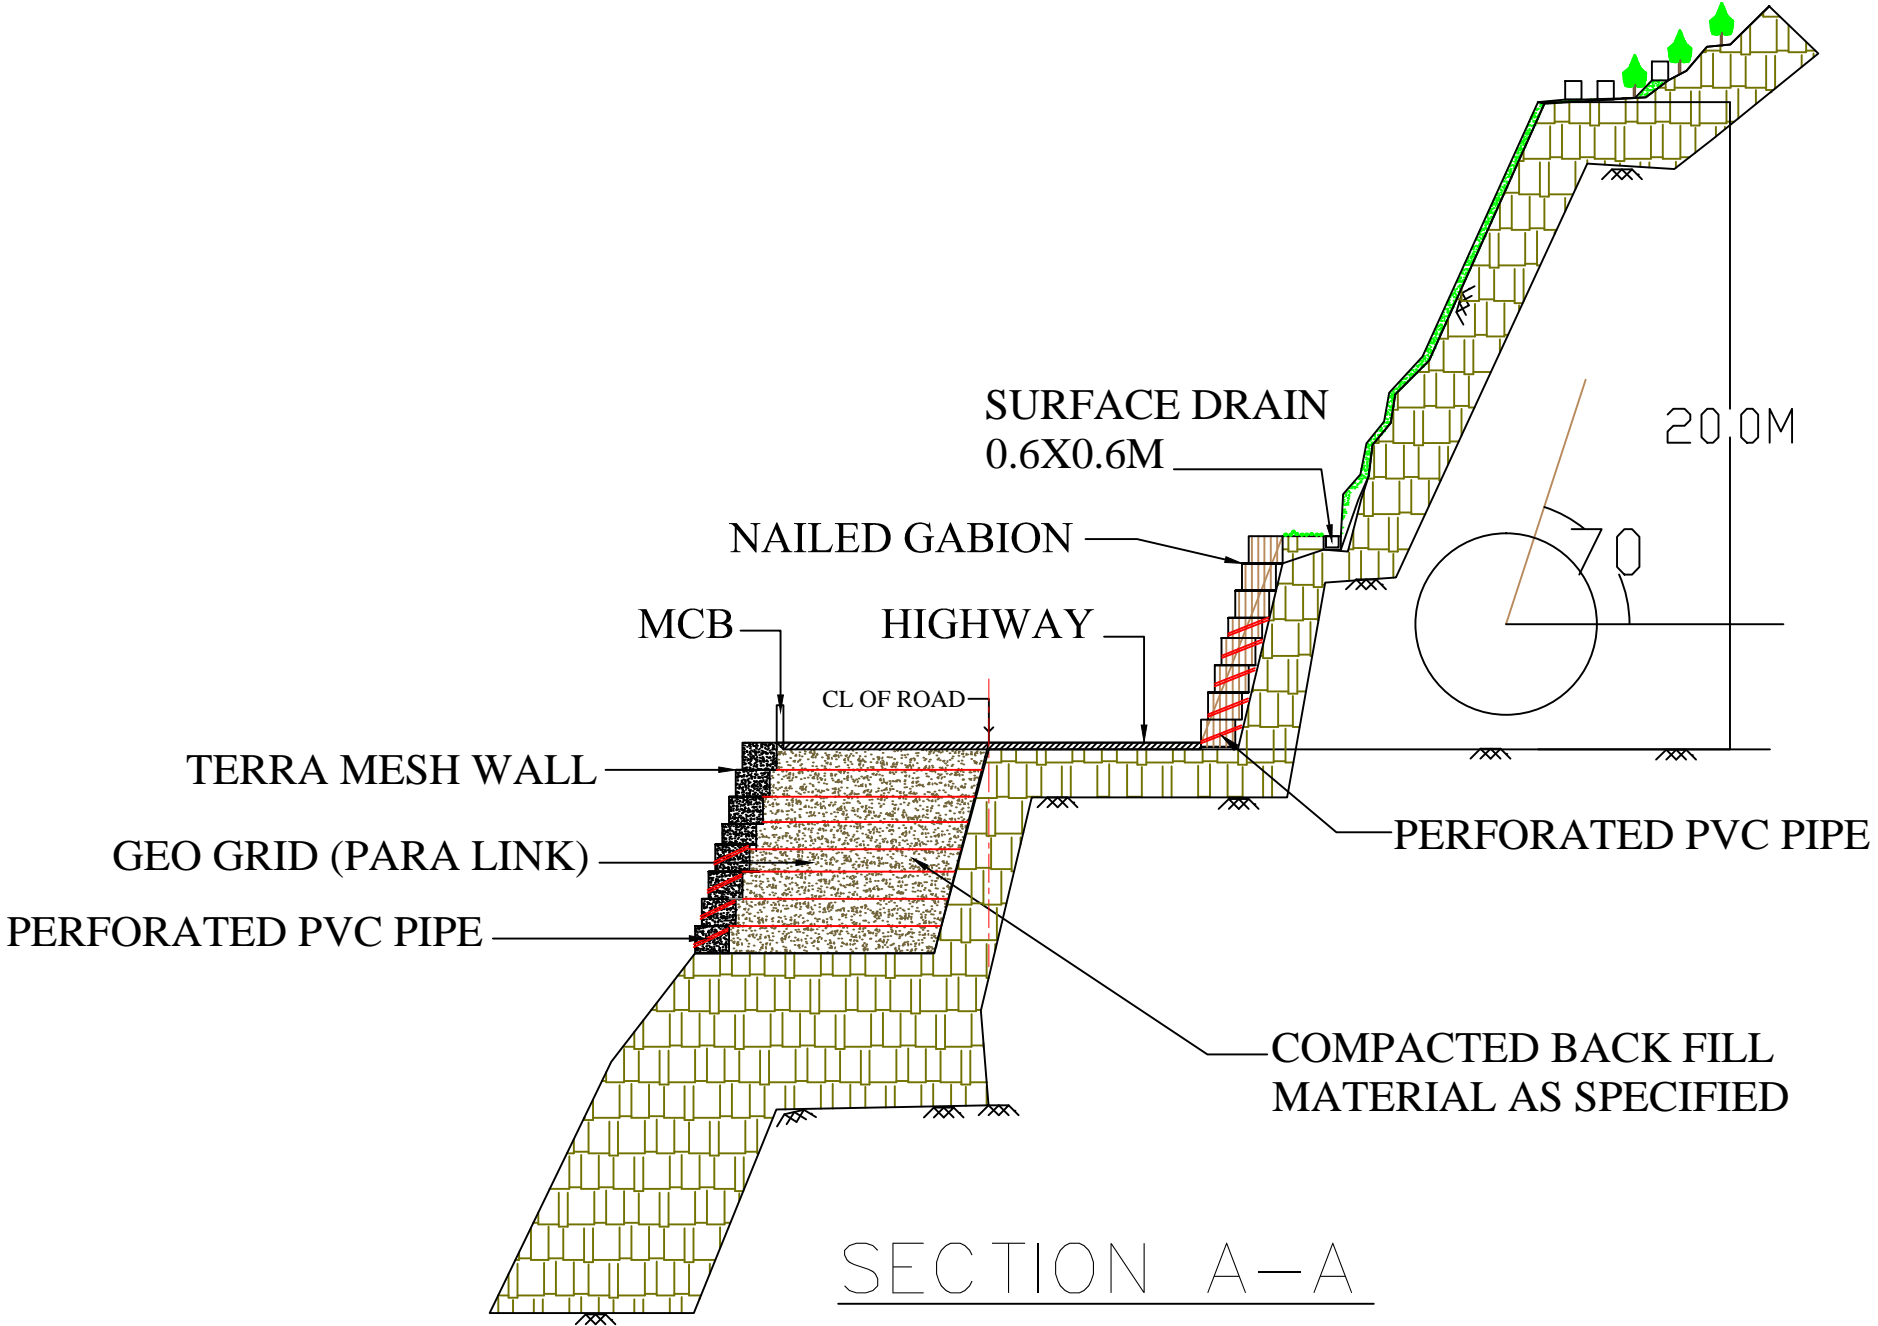 SURFACE DRAIN
0.6X0.6M
20.0M
NAILED GABION
70
MCB
HIGHWAY
CL OF ROAD
TERRA MESH WALL
PERFORATED PVC PIPE
GEO GRID (PARA LINK)
PERFORATED PVC PIPE
COMPACTED BACK FILL
MATERIAL AS SPECIFIED
SECTION A-A